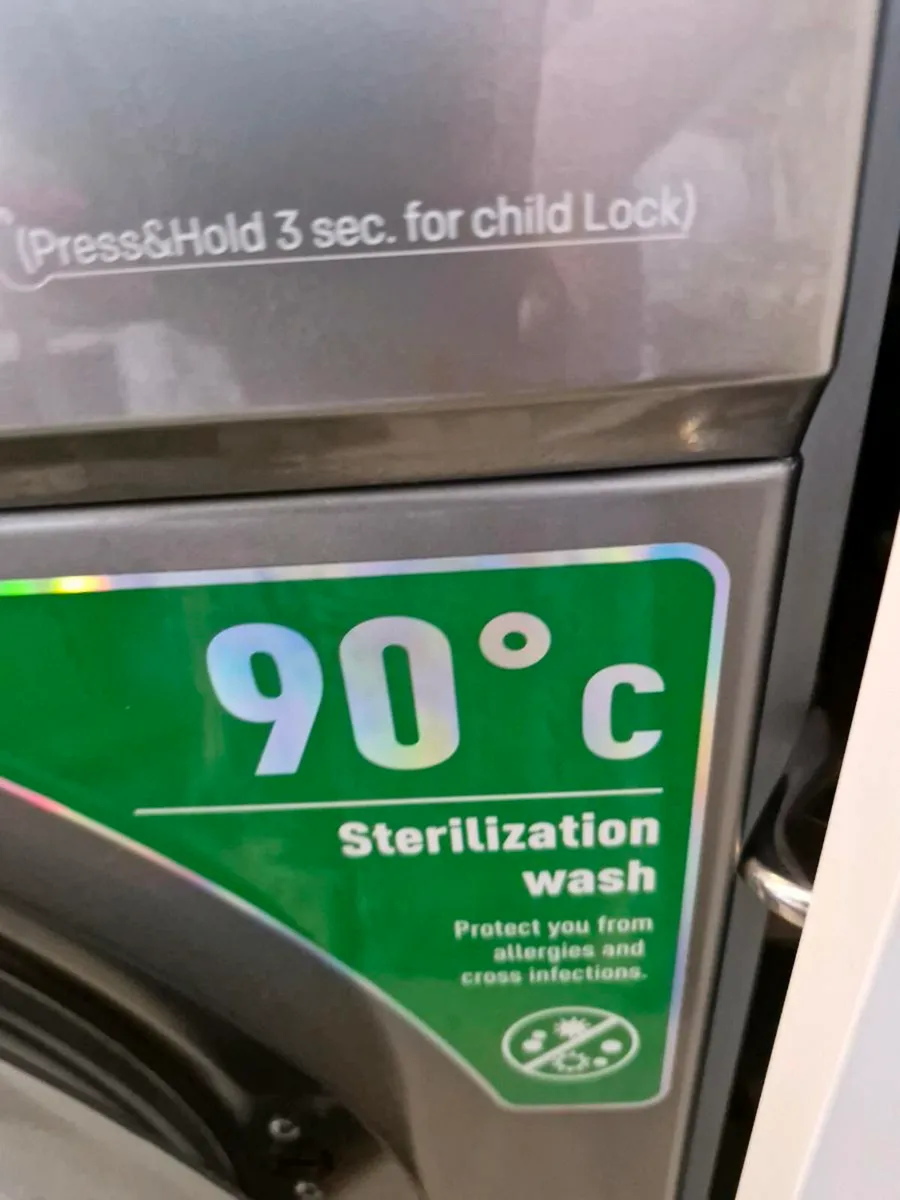 (Press&Hold 3 sec. for child Lock)
90°c
Sterilization
wash
Protect you from
allergies and
cross infections.